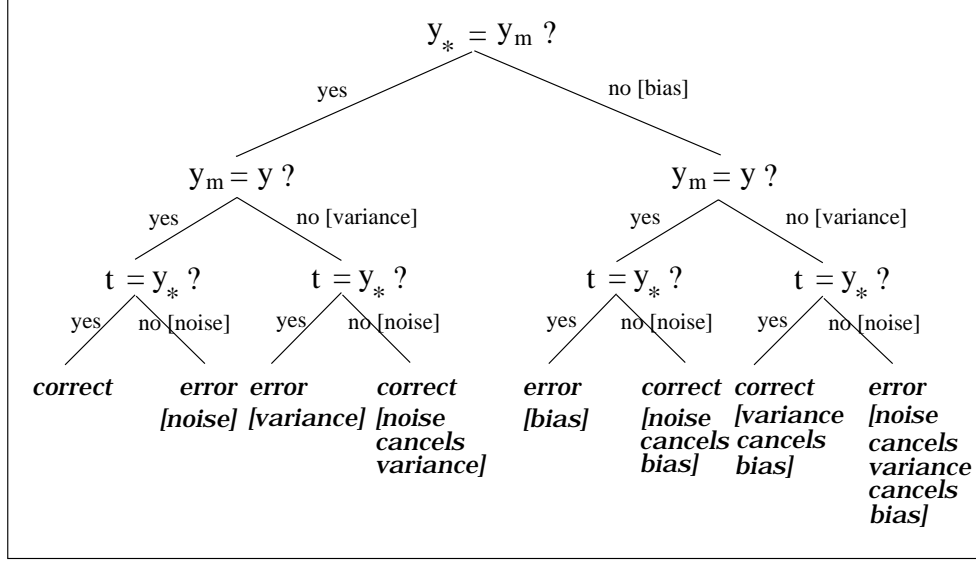 y* = ym ?
yes no [bias]
ym = y ? ym = y ?
yes no [variance] yes no [variance]
t = y* ? t = y* ? t = y* ? t = y* ?
yes no [noise] yes no [noise] yes no [noise] yes no [noise]
correct error error correct error correct correct error
[noise] [variance] [noise [bias] [noise [variance [noise
cancels cancels cancels cancels
variance] bias] bias] variance
cancels
bias]